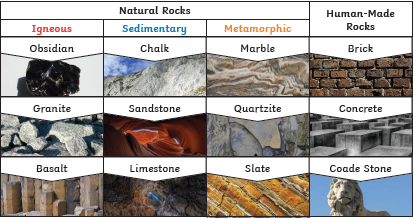 Natural Rocks
Human-Made
Rocks
Igneous
Sedimentary
Metamorphic
Obsidian
Chalk
Marble
Brick
Granite
Sandstone
Quartzite
Concrete
Basalt
Limestone
Slate
Coade Stone